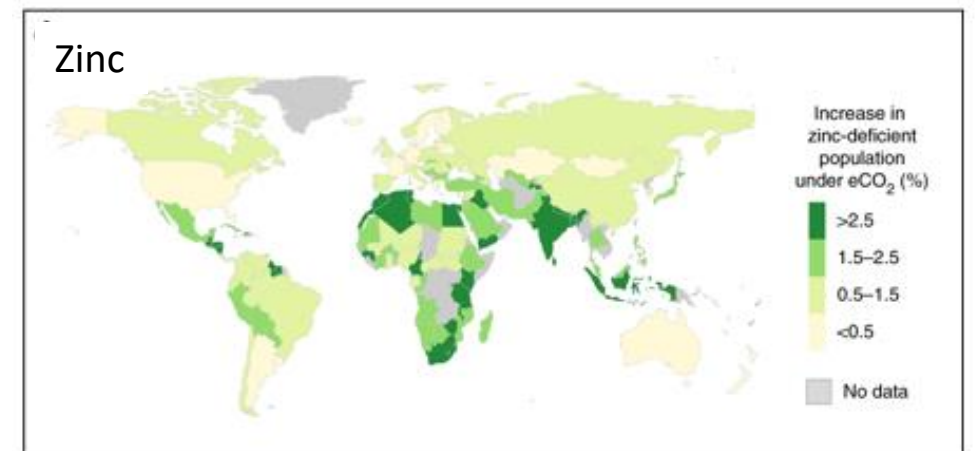 Zinc
Increase in
zinc-deficient
population
under eCO₂ (%)
>2.5
1.5–2.5
0.5–1.5
<0.5
No data